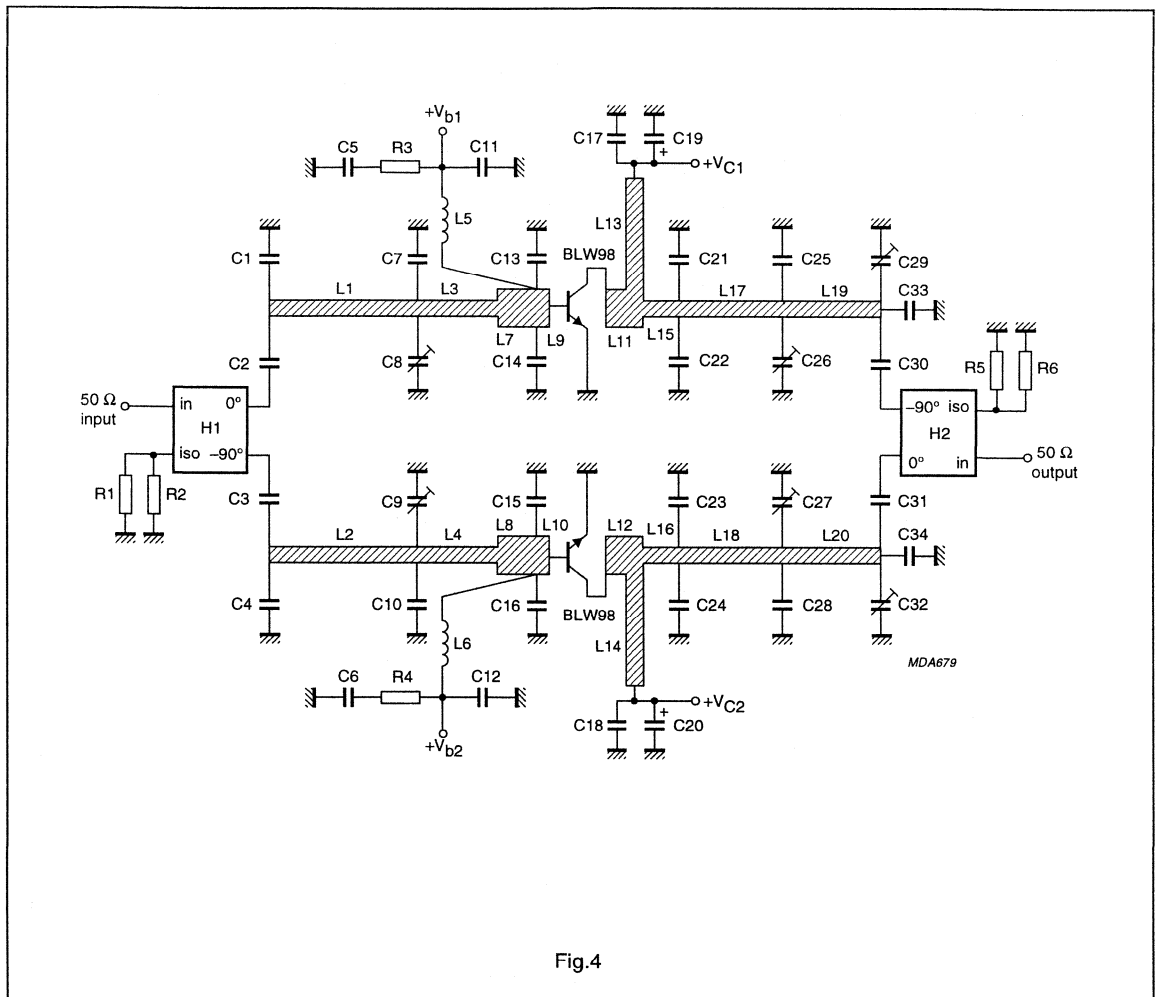 +Vb1
C17
C19
+
+VC1
C5
R3
C11
L5
L13
BLW98
C1
C7
C13
C21
C25
C29
L1
L3
L17
L19
C33
L7
L9
L11
L15
C2
C8
C14
C22
C26
C30
R5
R6
50 Ω
input
in
0°
H1
iso
–90°
–90°
iso
H2
0°
in
50 Ω
output
R1
R2
C3
C9
C15
C23
C27
C31
L2
L4
L8
L10
L12
L16
L18
L20
C34
C4
C10
C16
C24
C28
C32
BLW98
L6
L14
MDA679
C6
R4
C12
+VC2
C18
+
C20
+Vb2
Fig.4